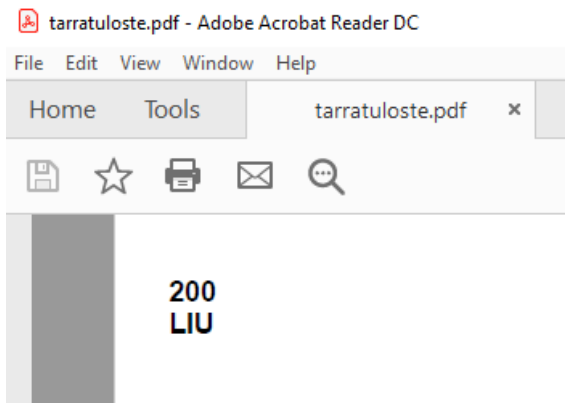 tarratuloste.pdf - Adobe Acrobat Reader DC
File Edit View Window Help
Home Tools tarratuloste.pdf ×
200
LIU